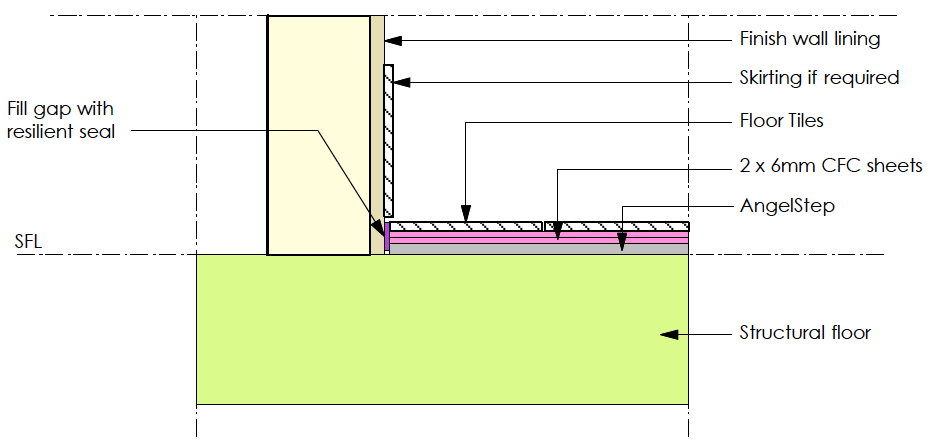 Finish wall lining
Skirting if required
Fill gap with
resilient seal
Floor Tiles
2 x 6mm CFC sheets
AngelStep
SFL
Structural floor